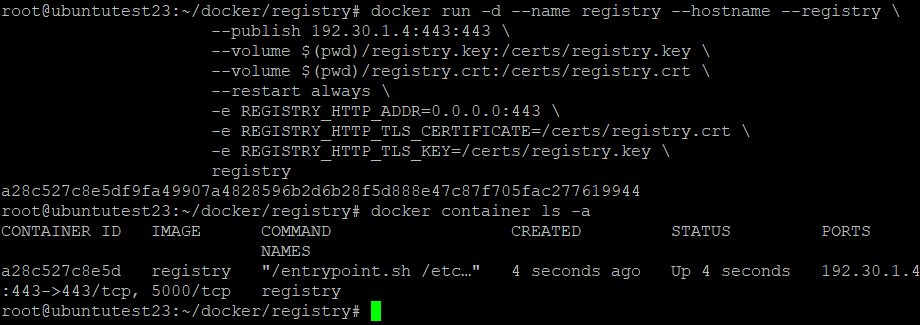 root@ubuntutest23:~/docker/registry# docker run -d --name registry --hostname --registry \
--publish 192.30.1.4:443:443 \
--volume $(pwd)/registry.key:/certs/registry.key \
--volume $(pwd)/registry.crt:/certs/registry.crt \
--restart always \
-e REGISTRY_HTTP_ADDR=0.0.0.0:443 \
-e REGISTRY_HTTP_TLS_CERTIFICATE=/certs/registry.crt \
-e REGISTRY_HTTP_TLS_KEY=/certs/registry.key \
registry
a28c527c8e5df9fa49907a4828596b2d6b28f5d888e47c87f705fac277619944
root@ubuntutest23:~/docker/registry# docker container ls -a
CONTAINER ID   IMAGE      COMMAND                  CREATED         STATUS         PORTS
NAMES
a28c527c8e5d   registry   "/entrypoint.sh /etc…"   4 seconds ago   Up 4 seconds   192.30.1.4
:443->443/tcp, 5000/tcp   registry
root@ubuntutest23:~/docker/registry#